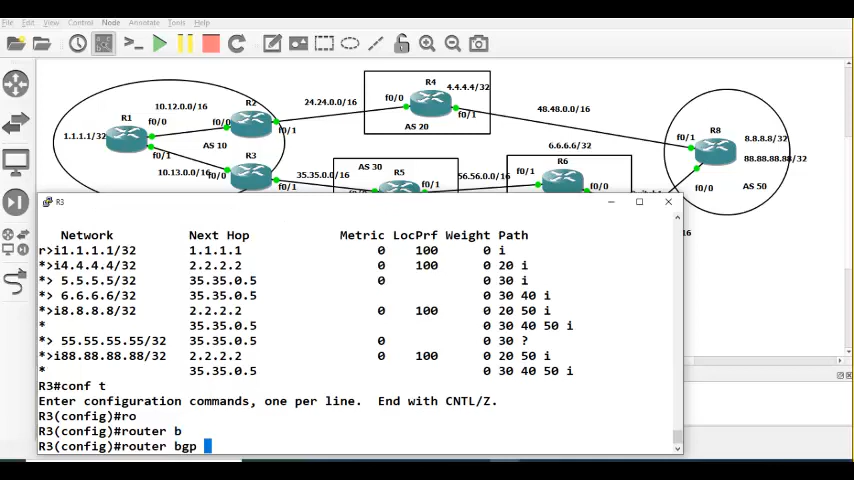 File Edit View Control Node Annotate Tools Help
R4
4.4.4.4/32
f0/0
f0/1
AS 20
24.24.0.0/16
48.48.0.0/16
10.12.0.0/16
R2
R1
f0/0
f0/0
f0/1
1.1.1.1/32
AS 10
f0/1
R3
10.13.0.0/16
f0/0
f0/1
35.35.0.0/16
AS 30
R5
f0/1
56.56.0.0/16
6.6.6.6/32
R6
f0/1
f0/0
R8
f0/1
8.8.8.8/32
88.88.88.88/32
f0/0
AS 50
16
R3
Network Next Hop Metric LocPrf Weight Path
r>i1.1.1.1/32 1.1.1.1 0 100 0 i
*>i4.4.4.4/32 2.2.2.2 0 100 0 20 i
*> 5.5.5.5/32 35.35.0.5 0 0 30 i
*> 6.6.6.6/32 35.35.0.5 0 30 40 i
*>i8.8.8.8/32 2.2.2.2 0 100 0 20 50 i
* 35.35.0.5 0 30 40 50 i
*> 55.55.55.55/32 35.35.0.5 0 0 30 ?
*>i88.88.88.88/32 2.2.2.2 0 100 0 20 50 i
* 35.35.0.5 0 30 40 50 i
R3#conf t
Enter configuration commands, one per line. End with CNTL/Z.
R3(config)#ro
R3(config)#router b
R3(config)#router bgp